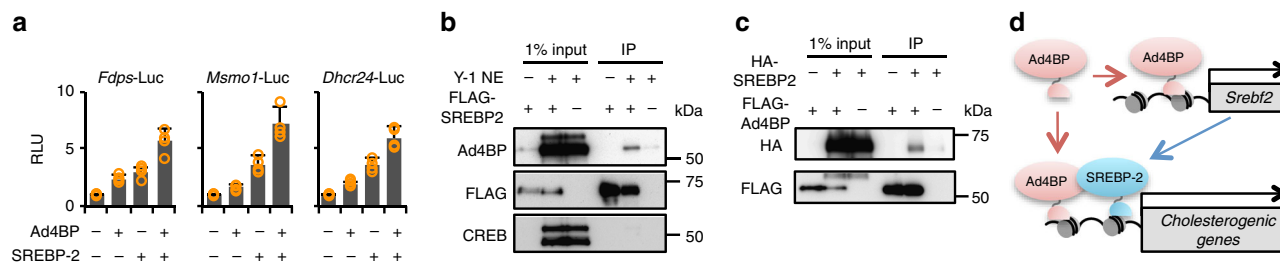 a
Fdps-Luc Msmo1-Luc Dhcr24-Luc
10
5
0
RLU
Ad4BP – + – + – + – + – + – +
SREBP-2 – – + + – – + + – – + +
b
1% input IP
Y-1 NE – + + – + +
FLAG-SREBP2 + + – + + –
kDa
Ad4BP 50
FLAG 75
50
CREB 50
c
1% input IP
HA-SREBP2 – + + – + +
FLAG-Ad4BP + + – + + –
kDa
HA 75
FLAG 50
d
Ad4BP
Ad4BP
Srebf2
Ad4BP SREBP-2
Cholesterogenic
genes